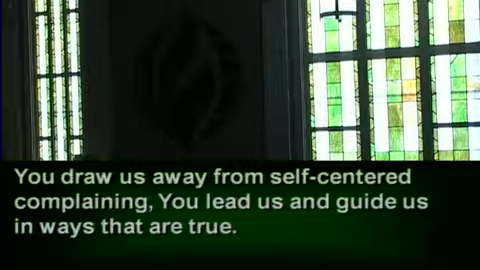 You draw us away from self-centered
complaining, You lead us and guide us
in ways that are true.